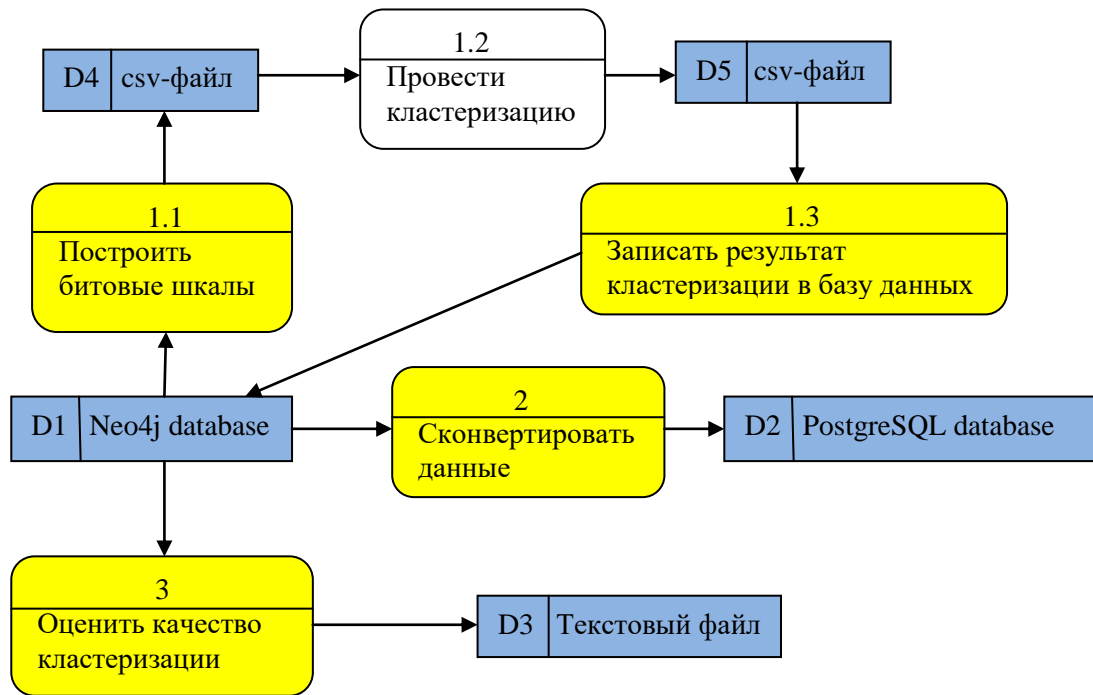 1.2
D4 csv-файл
Провести
кластеризацию
D5 csv-файл
1.1
Построить
битовые шкалы
1.3
Записать результат
кластеризации в базу данных
D1 Neo4j database
2
Сконвертировать
данные
D2 PostgreSQL database
3
Оценить качество
кластеризации
D3 Текстовый файл